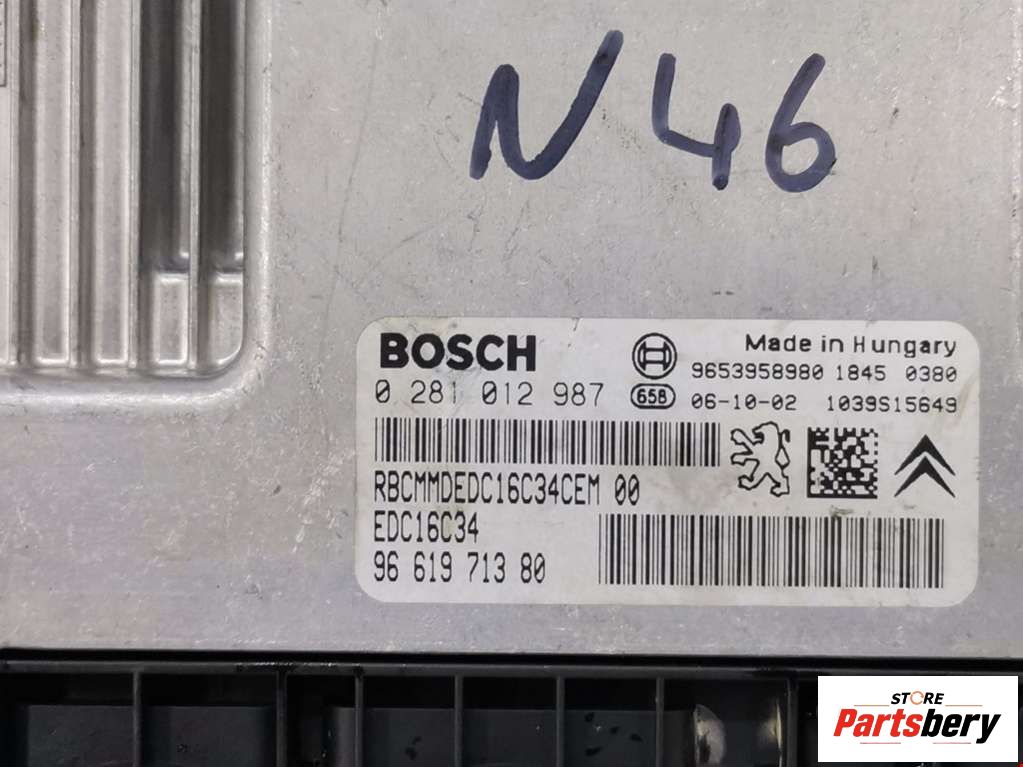 N46
BOSCH
Made in Hungary
9653958980 1845 0380
0 281 012 987
658
06-10-02 1039S15649
RBCMMDEDC16C34CEM 00
EDC16C34
96 619 713 80
STORE
Partsbery